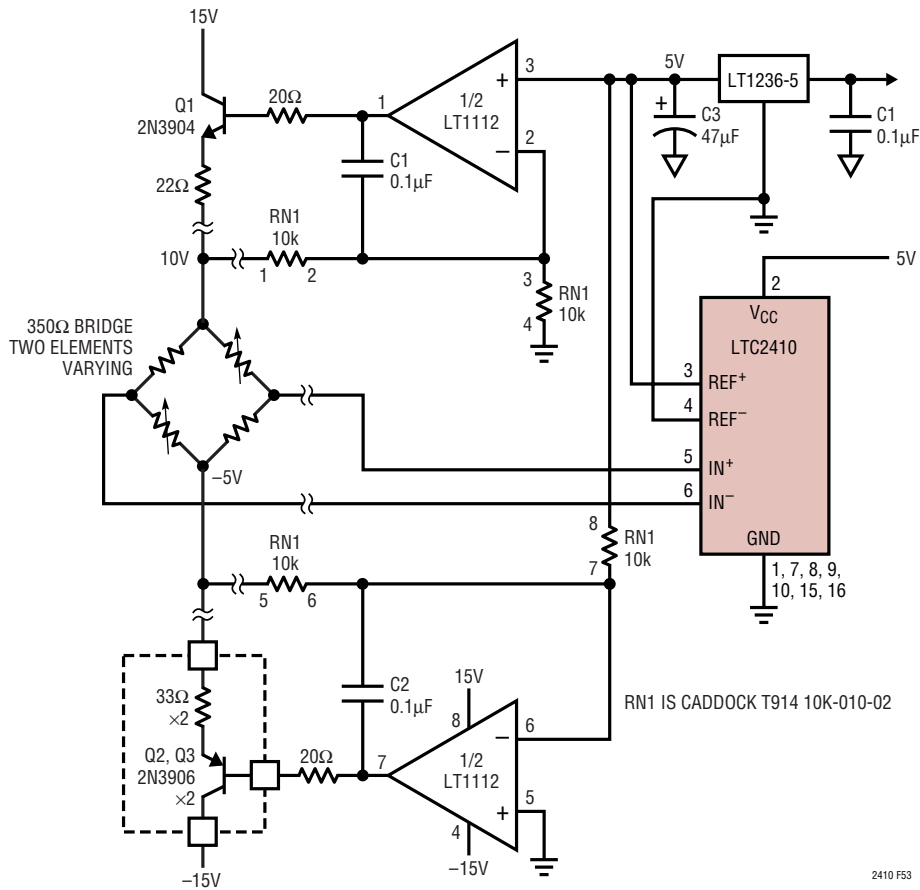 15V
Q1
2N3904
20Ω
1
1/2
LT1112
+
3
−
2
5V
LT1236-5
+
C3
47µF
C1
0.1µF
C1
0.1µF
22Ω
RN1
10k
10V
1
2
3
4
RN1
10k
5V
2
VCC
LTC2410
3
REF+
4
REF−
5
IN+
6
IN−
GND
1, 7, 8, 9,
10, 15, 16
350Ω BRIDGE
TWO ELEMENTS
VARYING
−5V
8
RN1
10k
7
RN1
10k
5
6
C2
0.1µF
15V
8
RN1 IS CADDOCK T914 10K-010-02
33Ω
×2
Q2, Q3
2N3906
×2
20Ω
7
1/2
LT1112
−
6
+
5
4
−15V
−15V
2410 F53